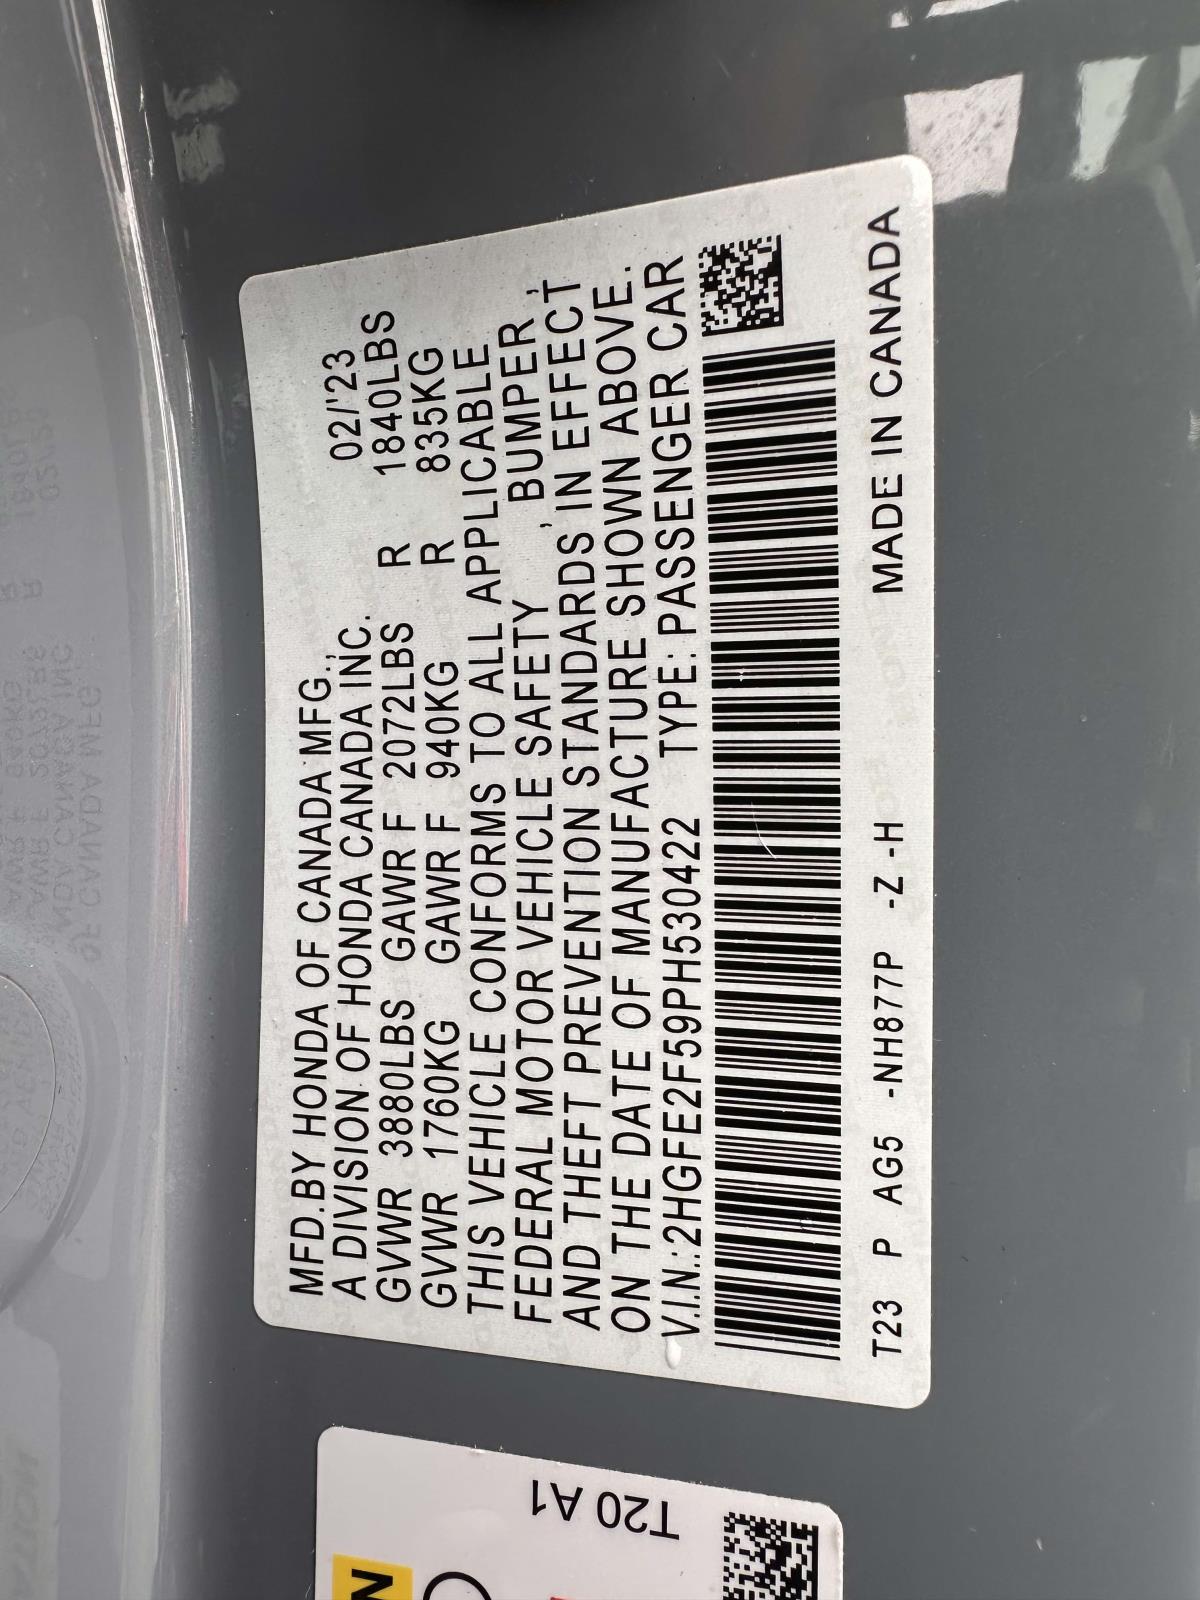 MFD.BY HONDA OF CANADA MFG.,
A DIVISION OF HONDA CANADA INC. 02/'23
GVWR 3880LBS GAWR F 2072LBS R 1840LBS
GVWR 1760KG GAWR F 940KG R 835KG
THIS VEHICLE CONFORMS TO ALL APPLICABLE
FEDERAL MOTOR VEHICLE SAFETY , BUMPER ,
AND THEFT PREVENTION STANDARDS IN EFFECT
ON THE DATE OF MANUFACTURE SHOWN ABOVE.
V.I.N.:2HGFE2F59PH530422 TYPE:PASSENGER CAR
T23 P AG5 -NH877P -Z -H MADE IN CANADA
T20 A1